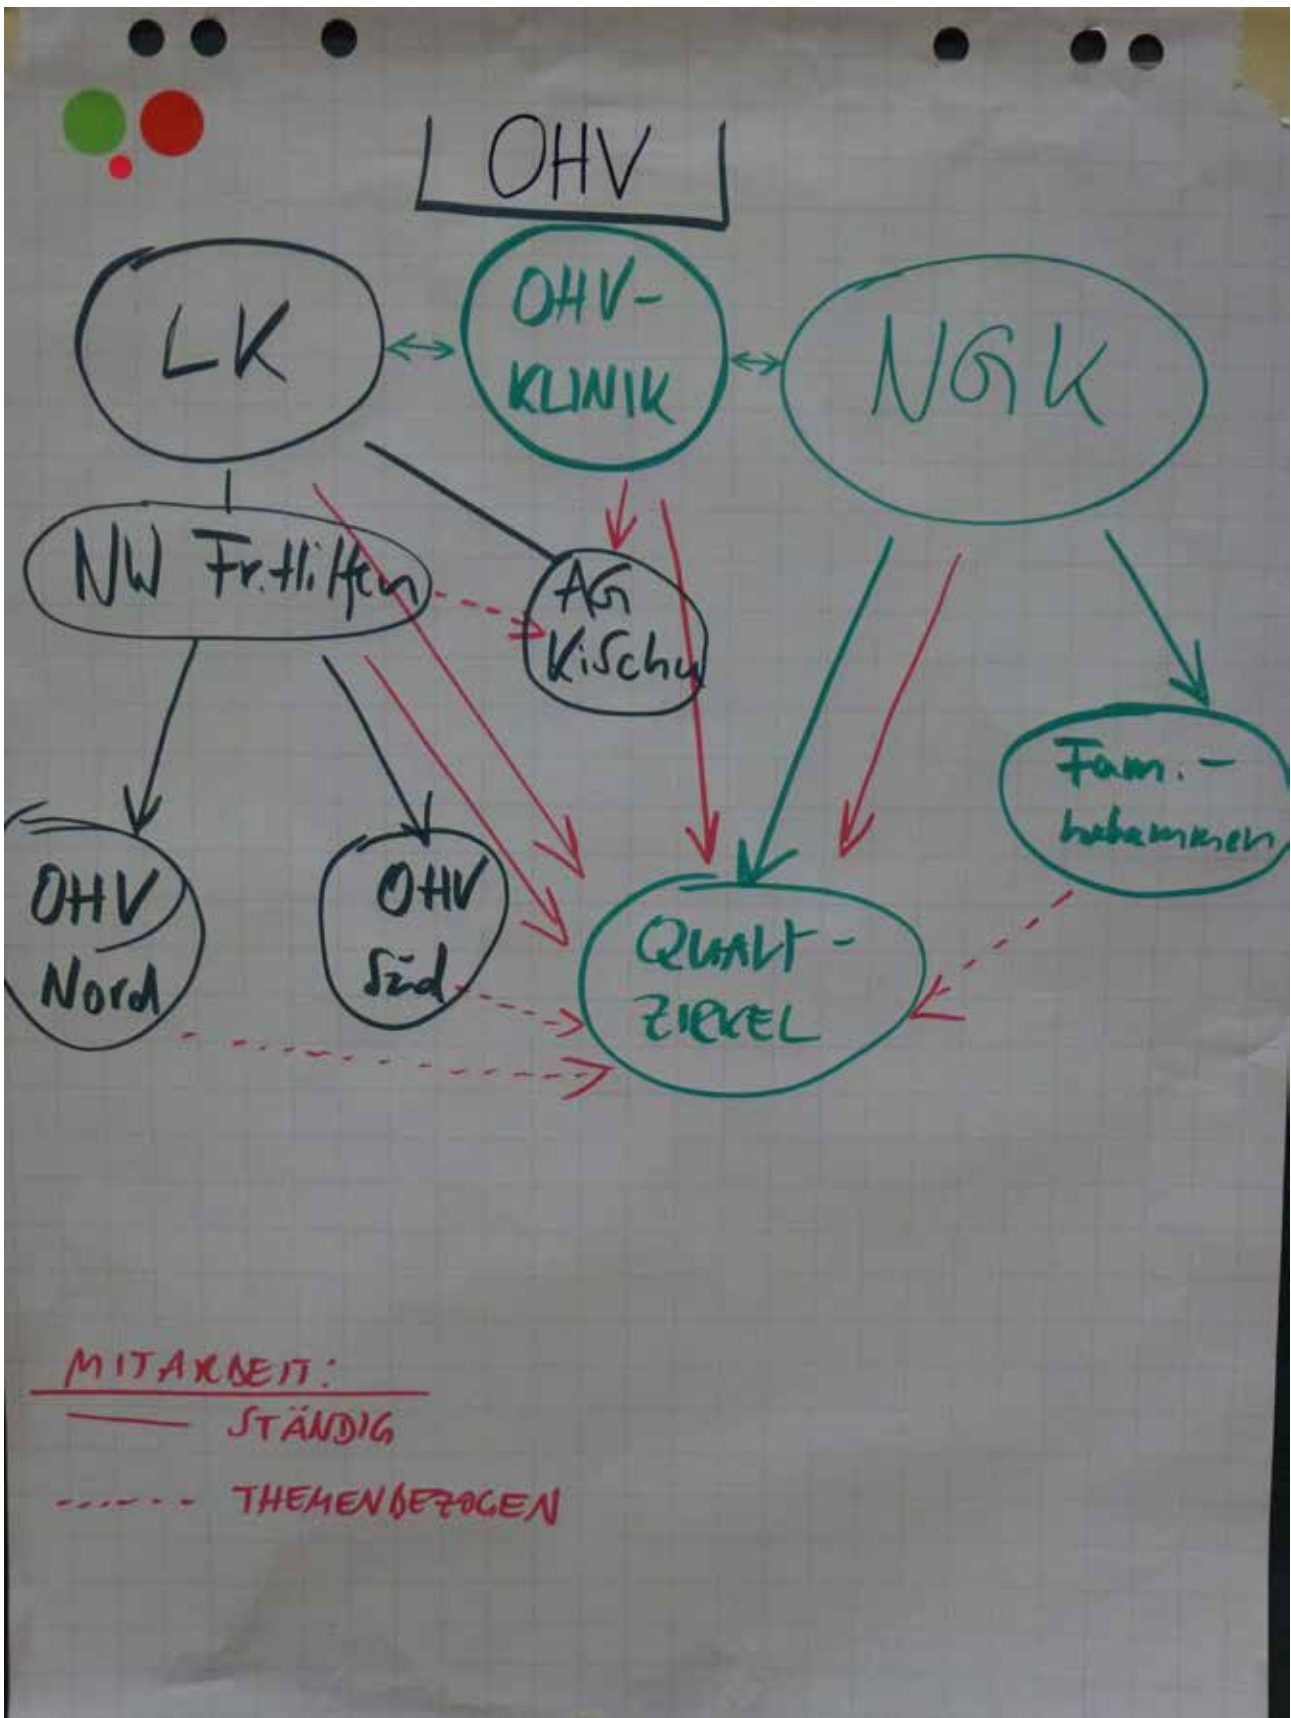 OHV
LK
OHV-
KLINIK
NGK
NW Fr. Hilfen
AG
KiSchu
Fam.-
hebammen
OHV
Nord
OHV
Süd
QUALI-
ZIRKEL
MITARBEIT:
STÄNDIG
THEMENBEZOGEN